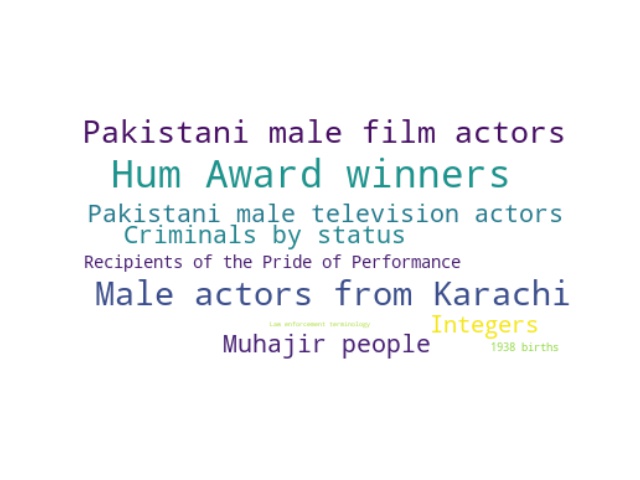 Pakistani male film actors
Hum Award winners
Pakistani male television actors
Criminals by status
Recipients of the Pride of Performance
Male actors from Karachi
Law enforcement terminology
Integers
Muhajir people
1938 births